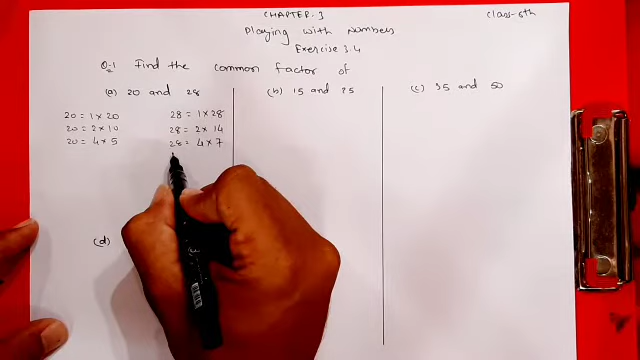 CHAPTER-3
Class-6th
Playing with Numbers
Exercise 3.4
Q.1 Find the common factor of
(a) 20 and 28
(b) 15 and 25
(c) 35 and 50
20 = 1 × 20
28 = 1 × 28
20 = 2 × 10
28 = 2 × 14
20 = 4 × 5
28 = 4 × 7
(d)